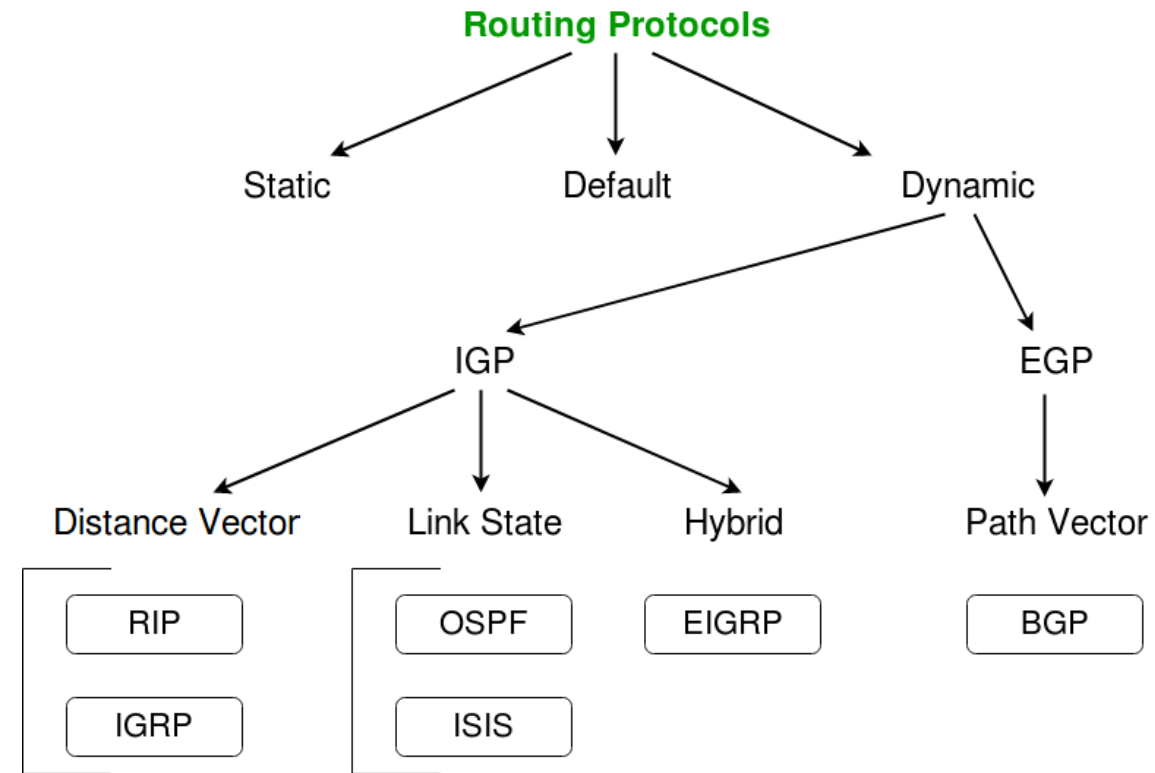 Routing Protocols
Static Default Dynamic
IGP EGP
Distance Vector Link State Hybrid Path Vector
RIP OSPF EIGRP BGP
IGRP ISIS